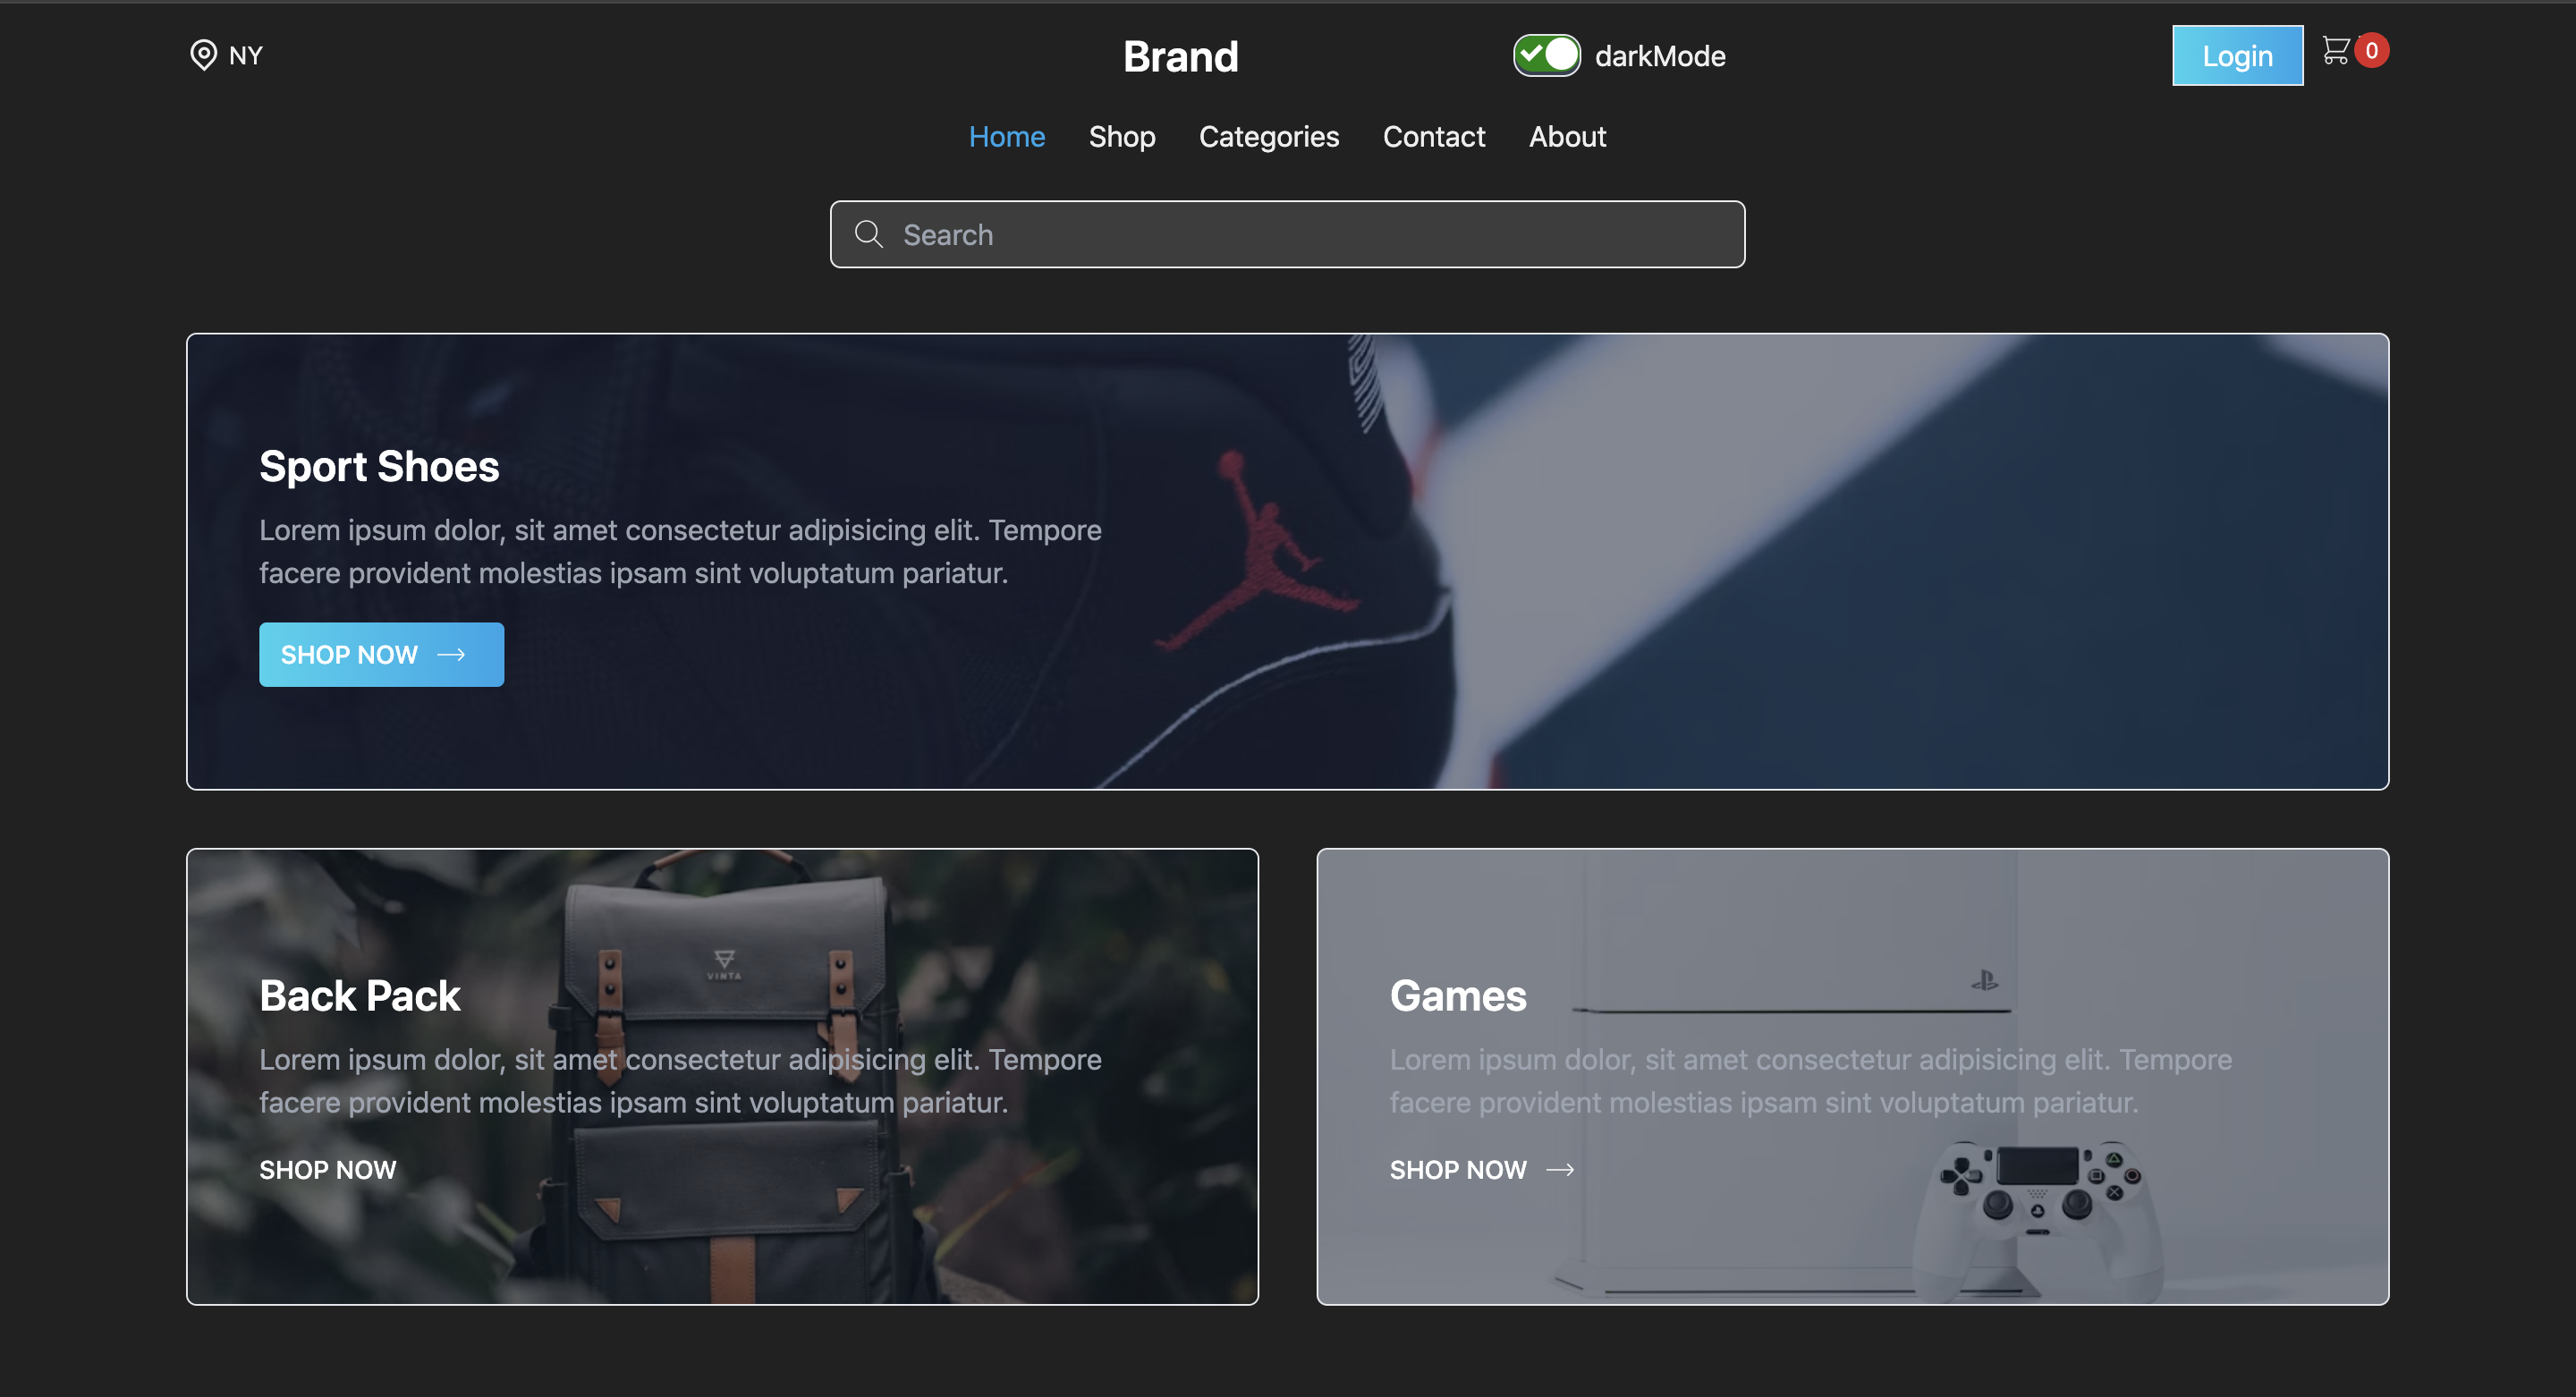 NY
Brand
darkMode
Login
0
Home Shop Categories Contact About
Search
Sport Shoes
Lorem ipsum dolor, sit amet consectetur adipisicing elit. Tempore
facere provident molestias ipsam sint voluptatum pariatur.
SHOP NOW
VINTA
Back Pack
Lorem ipsum dolor, sit amet consectetur adipisicing elit. Tempore
facere provident molestias ipsam sint voluptatum pariatur.
SHOP NOW
Games
Lorem ipsum dolor, sit amet consectetur adipisicing elit. Tempore
facere provident molestias ipsam sint voluptatum pariatur.
SHOP NOW